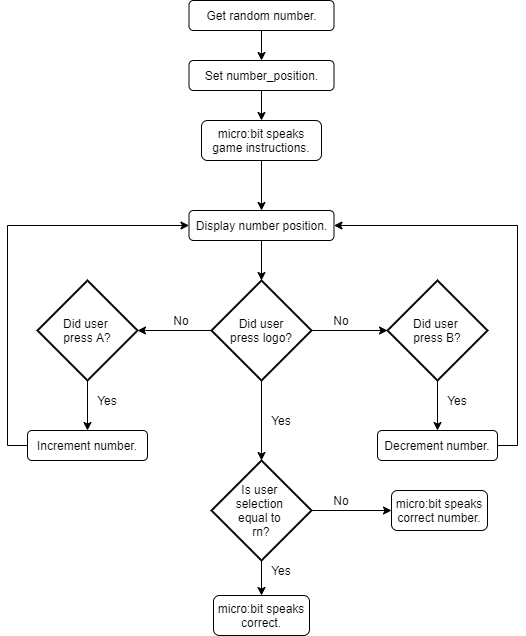 Get random number.
Set number_position.
micro:bit speaks
game instructions.
Display number position.
Did user
press A?
No
Did user
press logo?
No
Did user
press B?
Yes
Yes
Yes
Increment number.
Decrement number.
Is user
selection
equal to
rn?
No
micro:bit speaks
correct number.
Yes
micro:bit speaks
correct.